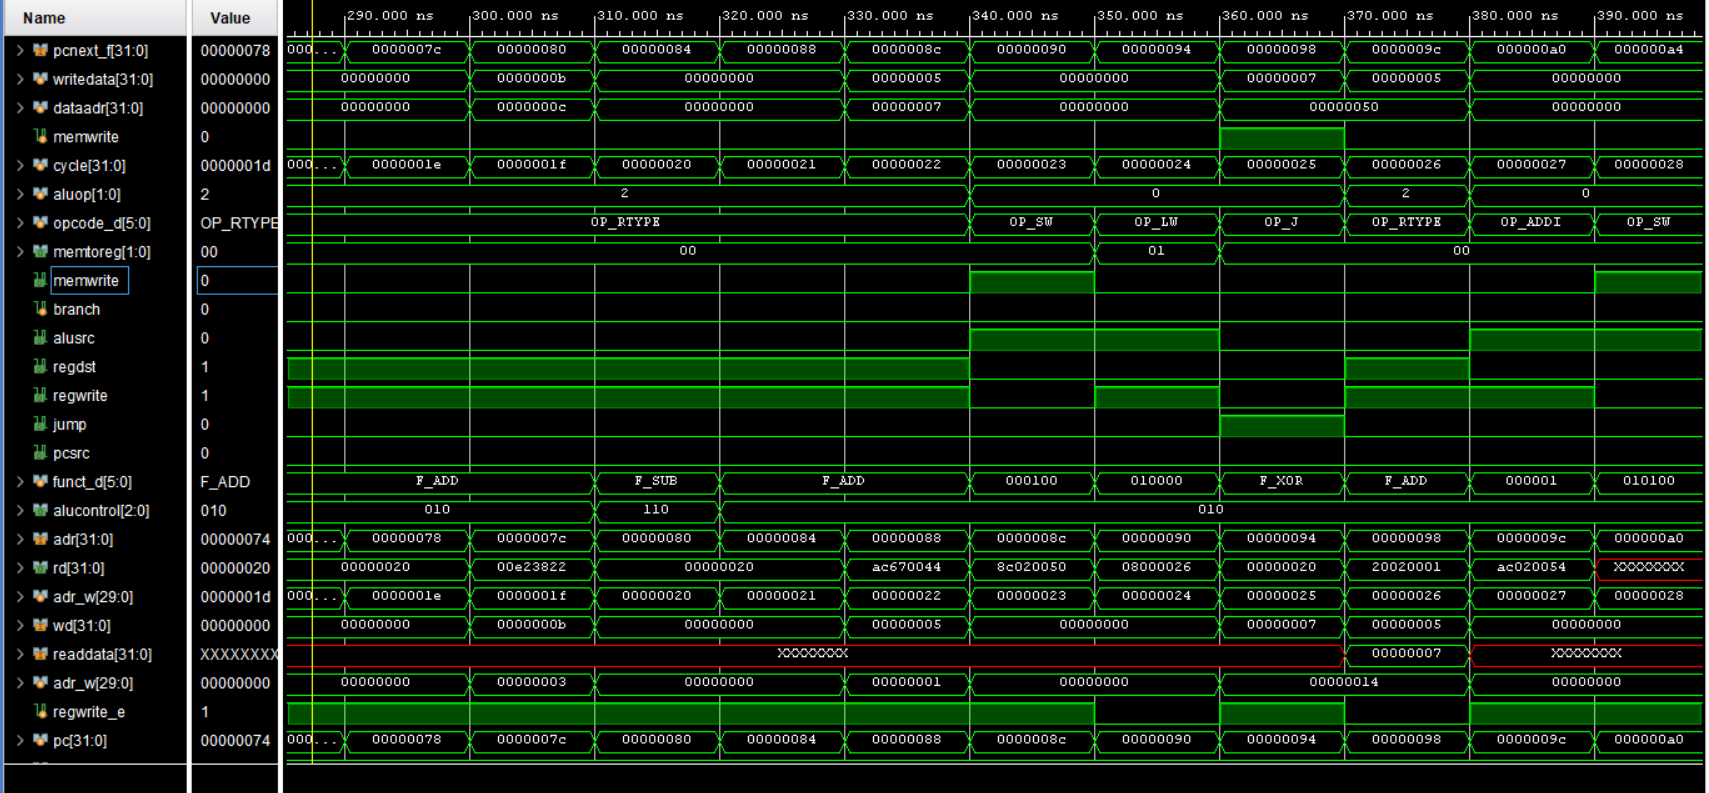 Name Value 290.000 ns 300.000 ns 310.000 ns 320.000 ns 330.000 ns 340.000 ns 350.000 ns 360.000 ns 370.000 ns 380.000 ns 390.000 ns
pcnext_f[31:0] 00000078 000... 0000007c 00000080 00000084 00000088 0000008c 00000090 00000094 00000098 0000009c 000000a0 000000a4
writedata[31:0] 00000000 00000000 0000000b 00000000 00000005 00000000 00000007 00000005 00000000
dataadr[31:0] 00000000 00000000 0000000c 00000000 00000007 00000000 00000050 00000000
memwrite 0
cycle[31:0] 0000001d 000... 0000001e 0000001f 00000020 00000021 00000022 00000023 00000024 00000025 00000026 00000027 00000028
aluop[1:0] 2 2 0 2 0
opcode_d[5:0] OP_RTYPE OP_RTYPE OP_SW OP_LW OP_J OP_RTYPE OP_ADDI OP_SW
memtoreg[1:0] 00 00 01 00
memwrite 0
branch 0
alusrc 0
regdst 1
regwrite 1
jump 0
pcsrc 0
funct_d[5:0] F_ADD F_ADD F_SUB F_ADD 000100 010000 F_XOR F_ADD 000001 010100
alucontrol[2:0] 010 010 110 010
adr[31:0] 00000074 000... 00000078 0000007c 00000080 00000084 00000088 0000008c 00000090 00000094 00000098 0000009c 000000a0
rd[31:0] 00000020 00000020 00e23822 00000020 ac670044 8c020050 08000026 00000020 20020001 ac020054 XXXXXXXX
adr_w[29:0] 0000001d 000... 0000001e 0000001f 00000020 00000021 00000022 00000023 00000024 00000025 00000026 00000027 00000028
wd[31:0] 00000000 00000000 0000000b 00000000 00000005 00000000 00000007 00000005 00000000
readdata[31:0] XXXXXXXX XXXXXXXX 00000007 XXXXXXXX
adr_w[29:0] 00000000 00000000 00000003 00000000 00000001 00000000 00000014 00000000
regwrite_e 1
pc[31:0] 00000074 000... 00000078 0000007c 00000080 00000084 00000088 0000008c 00000090 00000094 00000098 0000009c 000000a0